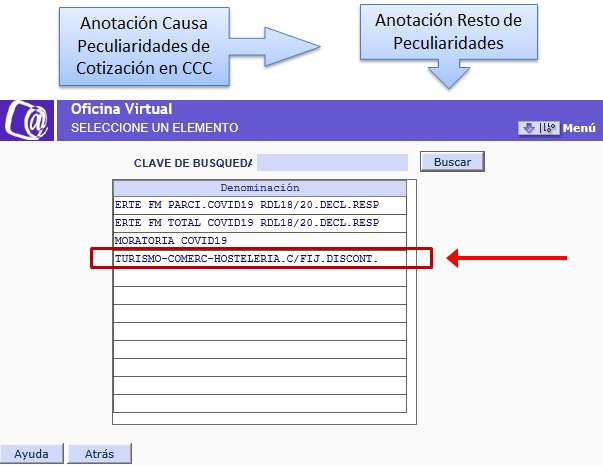 Anotación Causa
Peculiaridades de
Cotización en CCC
Anotación Resto de
Peculiaridades
Oficina Virtual
SELECCIONE UN ELEMENTO
Menú
CLAVE DE BUSQUEDA
Buscar
Denominación
ERTE FM PARCI.COVID19 RDL18/20.DECL.RESP
ERTE FM TOTAL COVID19 RDL18/20.DECL.RESP
MORATORIA COVID19
TURISMO-COMERC-HOSTELERIA.C/FIJ.DISCONT.
Ayuda
Atrás